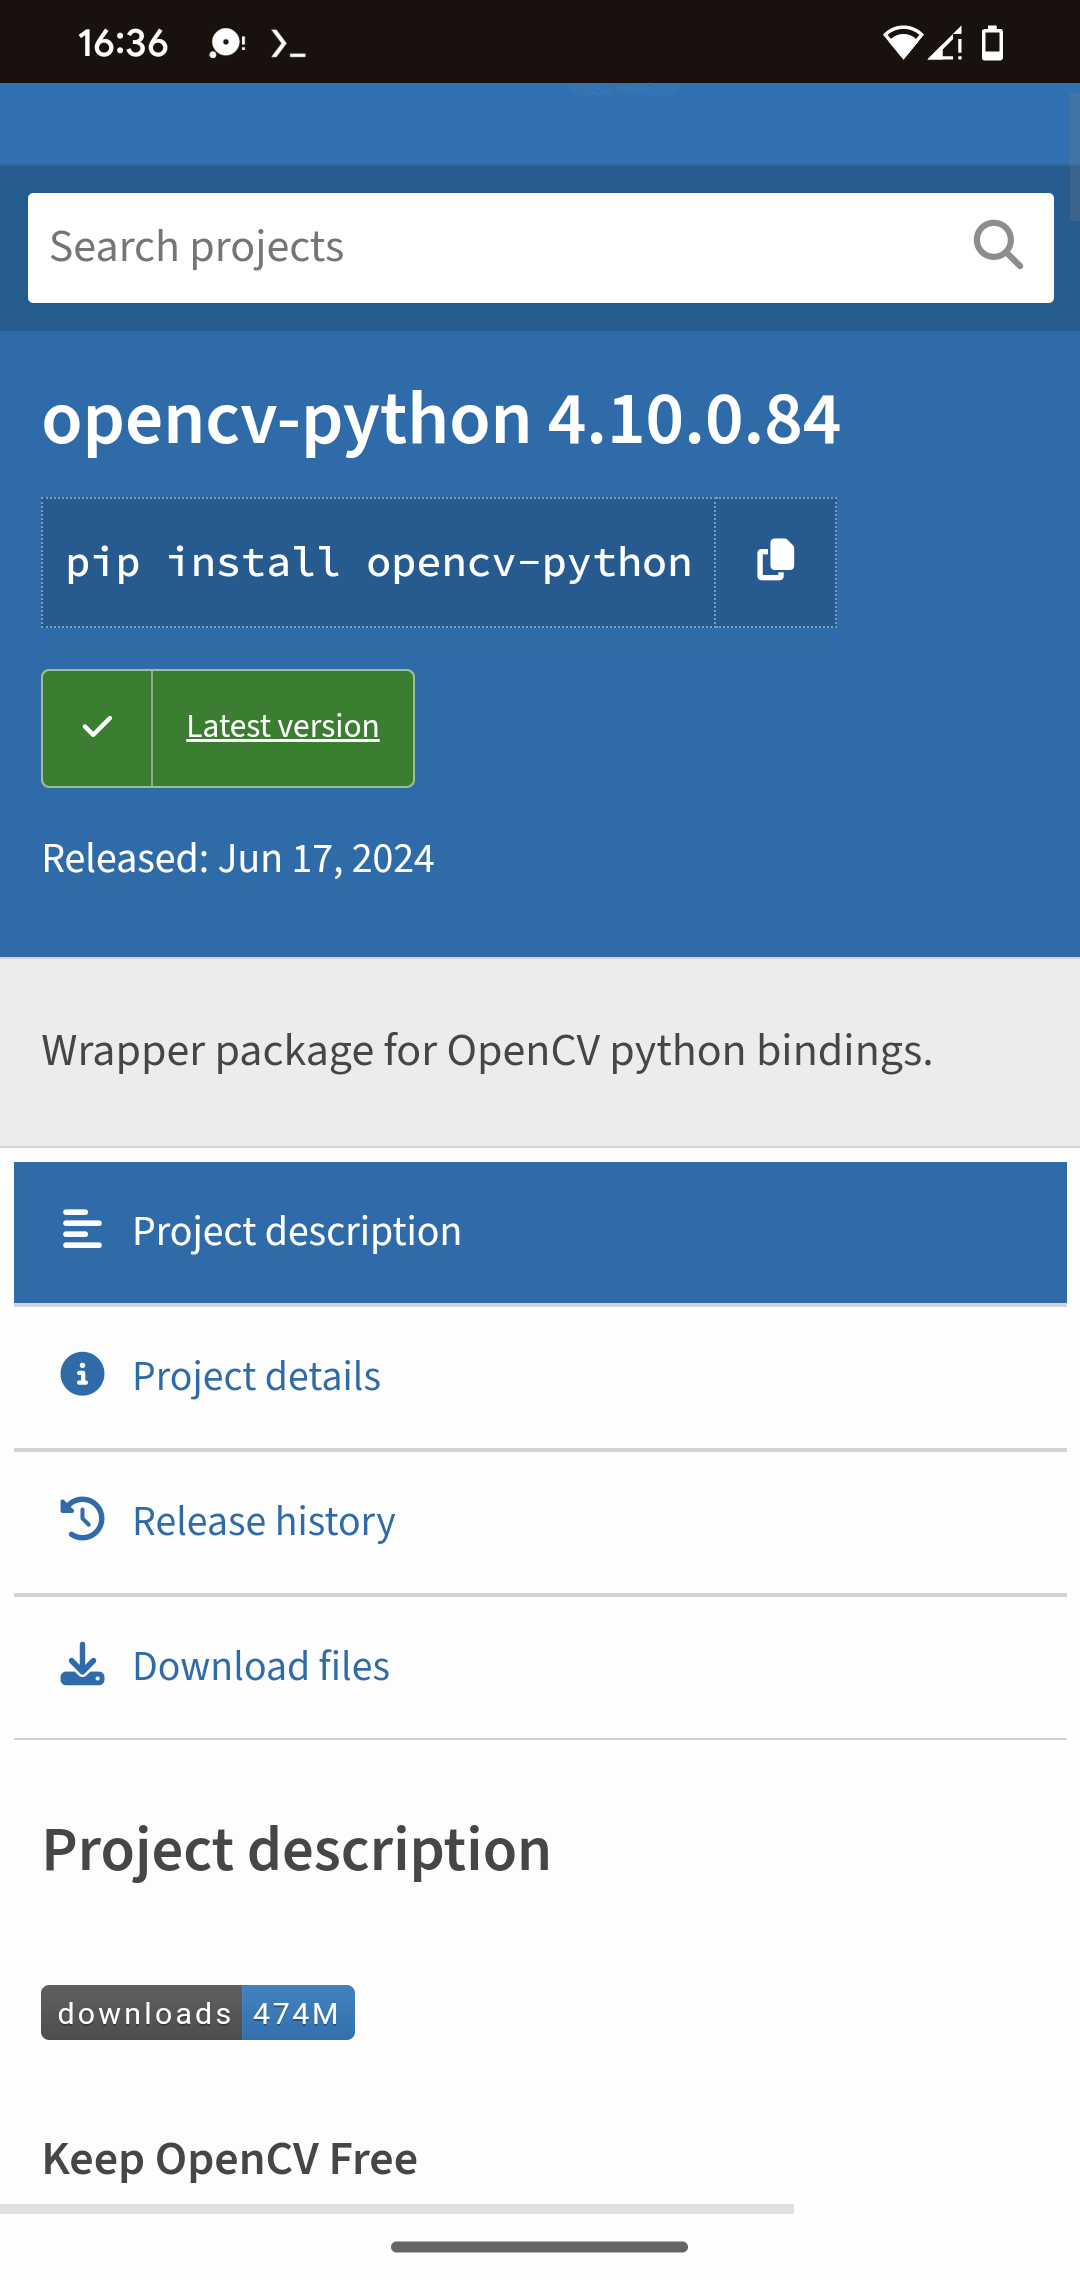 16:36
Search projects
opencv-python 4.10.0.84
pip install opencv-python
Latest version
Released: Jun 17, 2024
Wrapper package for OpenCV python bindings.
Project description
Project details
Release history
Download files
Project description
downloads 474M
Keep OpenCV Free